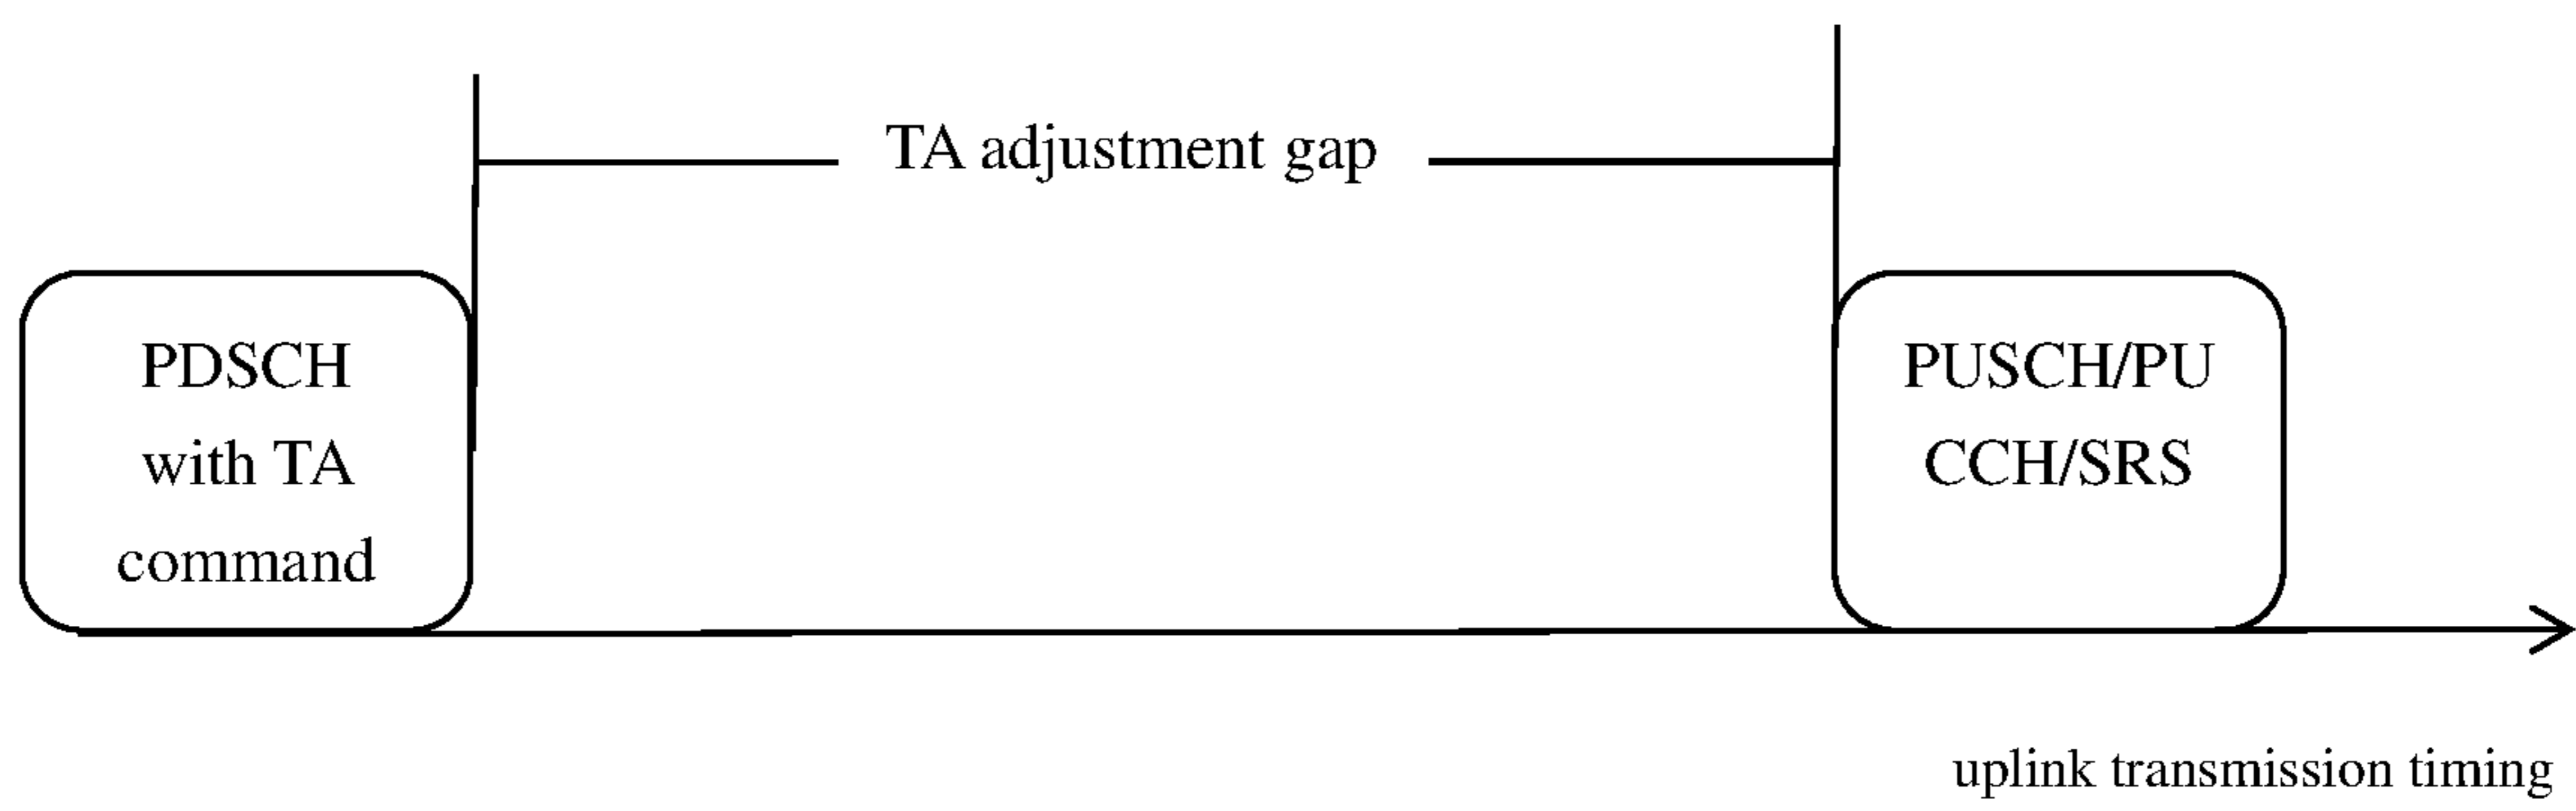 TA adjustment gap
PDSCH
with TA
command
PUSCH/PU
CCH/SRS
uplink transmission timing